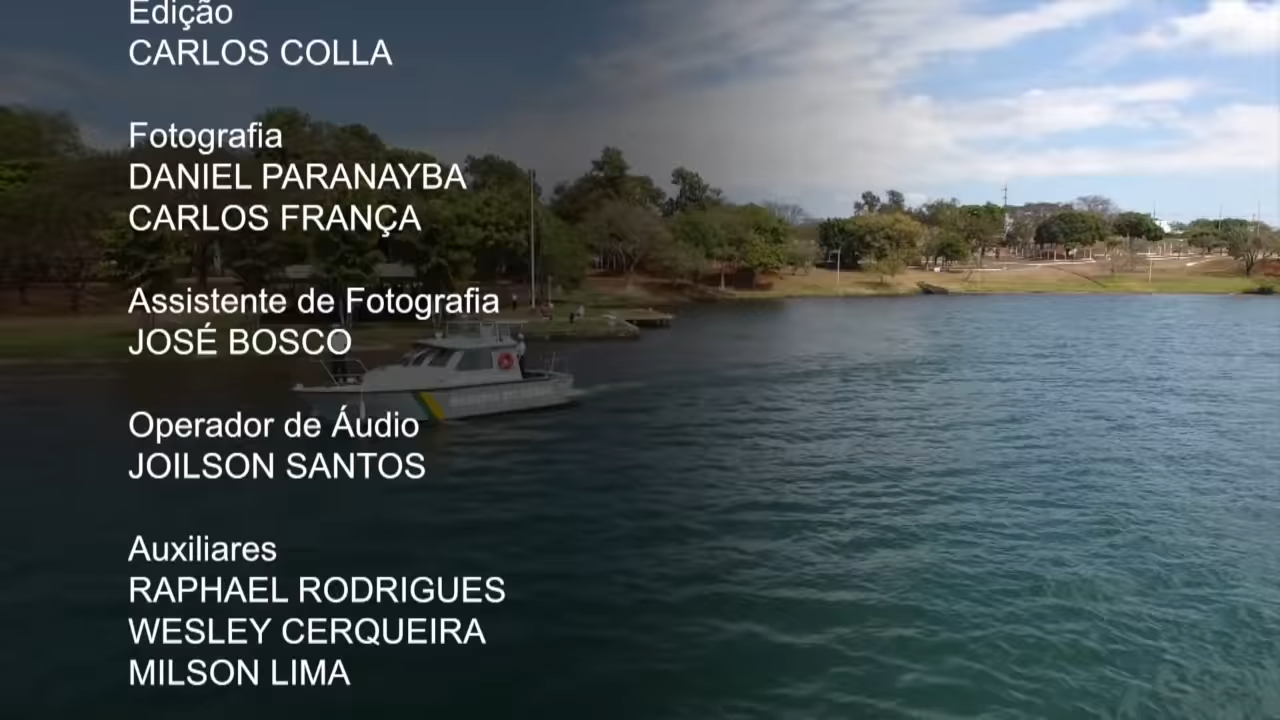 Edição
CARLOS COLLA
Fotografia
DANIEL PARANAYBA
CARLOS FRANÇA
Assistente de Fotografia
JOSÉ BOSCO
Operador de Áudio
JOILSON SANTOS
Auxiliares
RAPHAEL RODRIGUES
WESLEY CERQUEIRA
MILSON LIMA